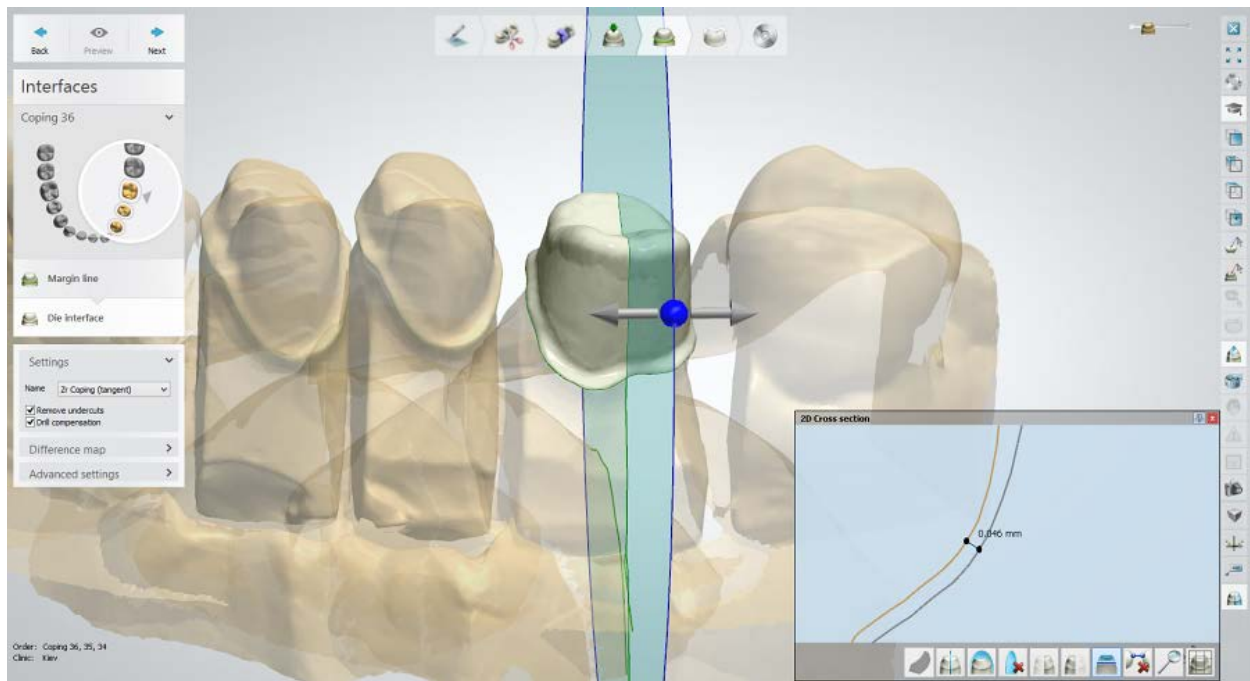 Back Preview Next
Interfaces
Coping 36
Margin line
Die interface
Settings
Name Zr Coping (tangent)
Remove undercuts
Drill compensation
Difference map
Advanced settings
2D Cross section
0.046 mm
Order: Coping 36, 35, 34
Clinic: Kiev